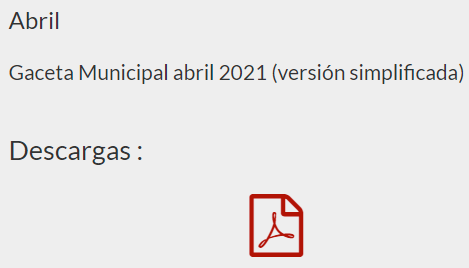 Abril
Gaceta Municipal abril 2021 (versión simplificada)
Descargas :